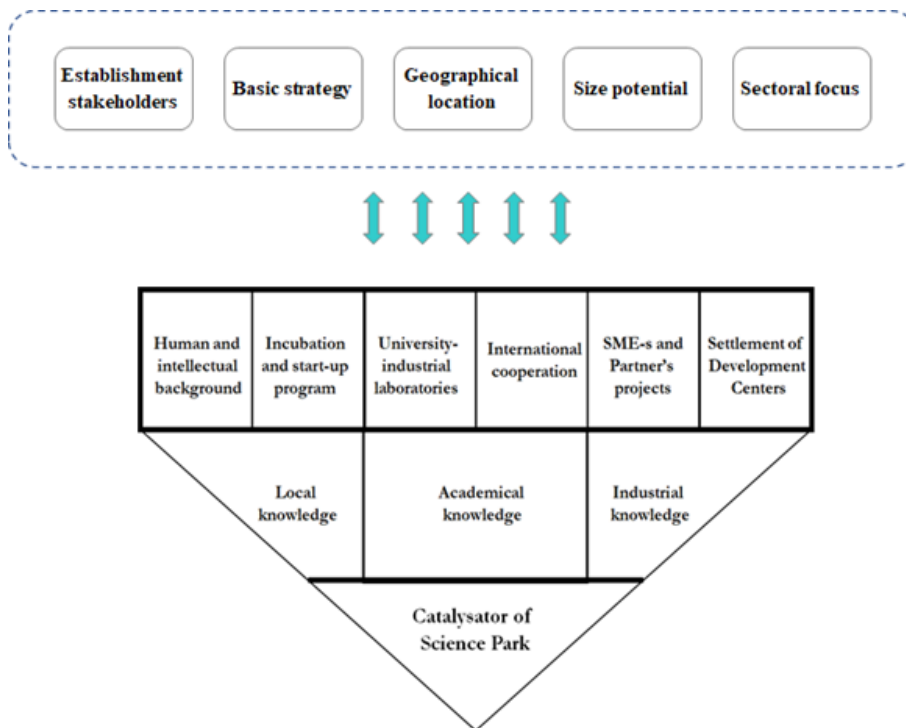 Establishment
stakeholders
Basic strategy
Geographical
location
Size potential
Sectoral focus
Human and
intellectual
background
Incubation
and start-up
program
University-
industrial
laboratories
International
cooperation
SME-s and
Partner's
projects
Settlement of
Development
Centers
Local
knowledge
Academical
knowledge
Industrial
knowledge
Catalysator of
Science Park